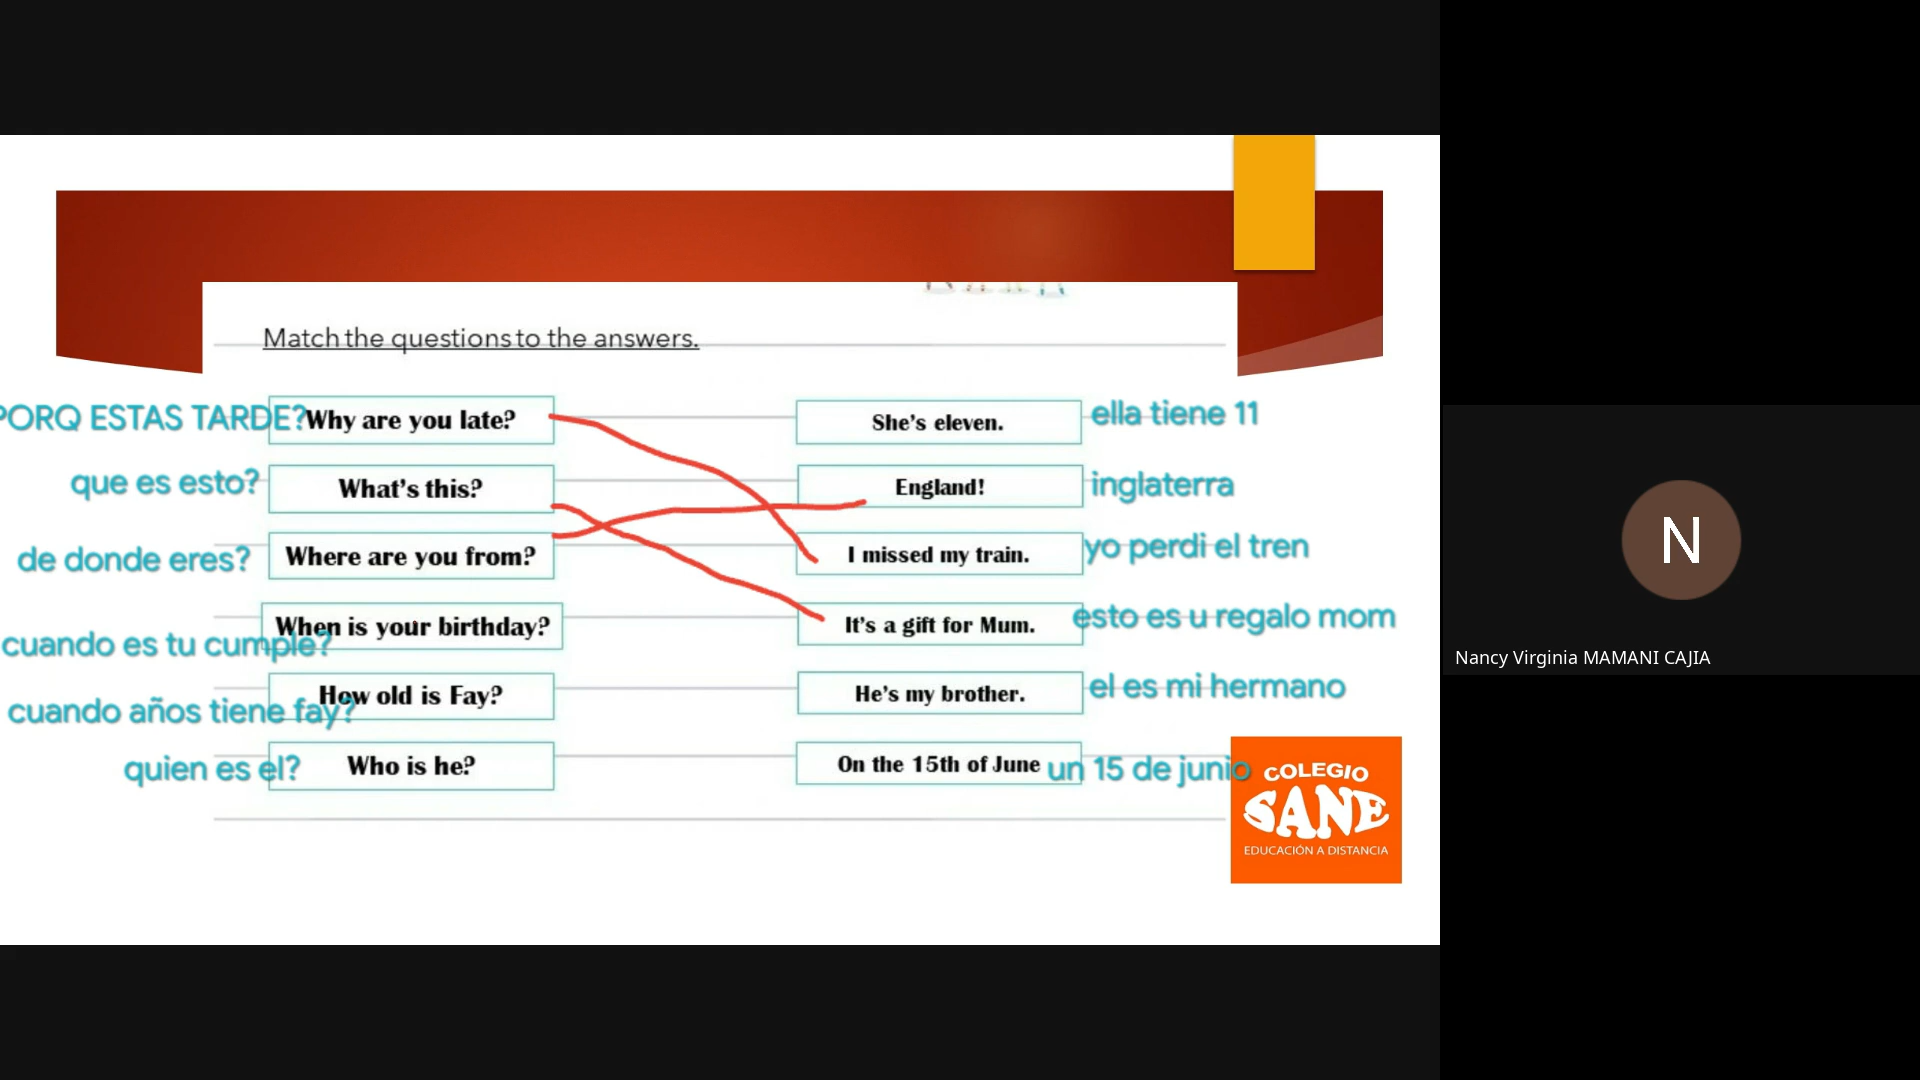 Match the questions to the answers.
PORQ ESTAS TARDE?
Why are you late?
She's eleven.
ella tiene 11
que es esto?
What's this?
England!
inglaterra
de donde eres?
Where are you from?
I missed my train.
yo perdi el tren
cuando es tu cumple?
When is your birthday?
It's a gift for Mum.
esto es u regalo mom
cuando años tiene fay?
How old is Fay?
He's my brother.
el es mi hermano
quien es el?
Who is he?
On the 15th of June
un 15 de junio
COLEGIO
SANE
EDUCACIÓN A DISTANCIA
N
Nancy Virginia MAMANI CAJIA